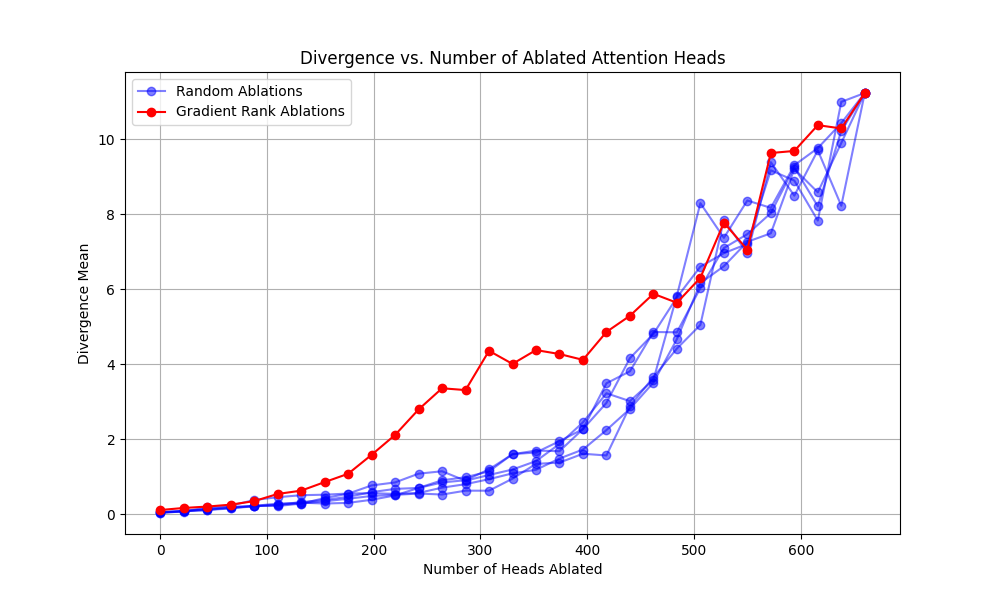 Divergence vs. Number of Ablated Attention Heads
Random Ablations
Gradient Rank Ablations
Divergence Mean
10
8
6
4
2
0
0 100 200 300 400 500 600
Number of Heads Ablated